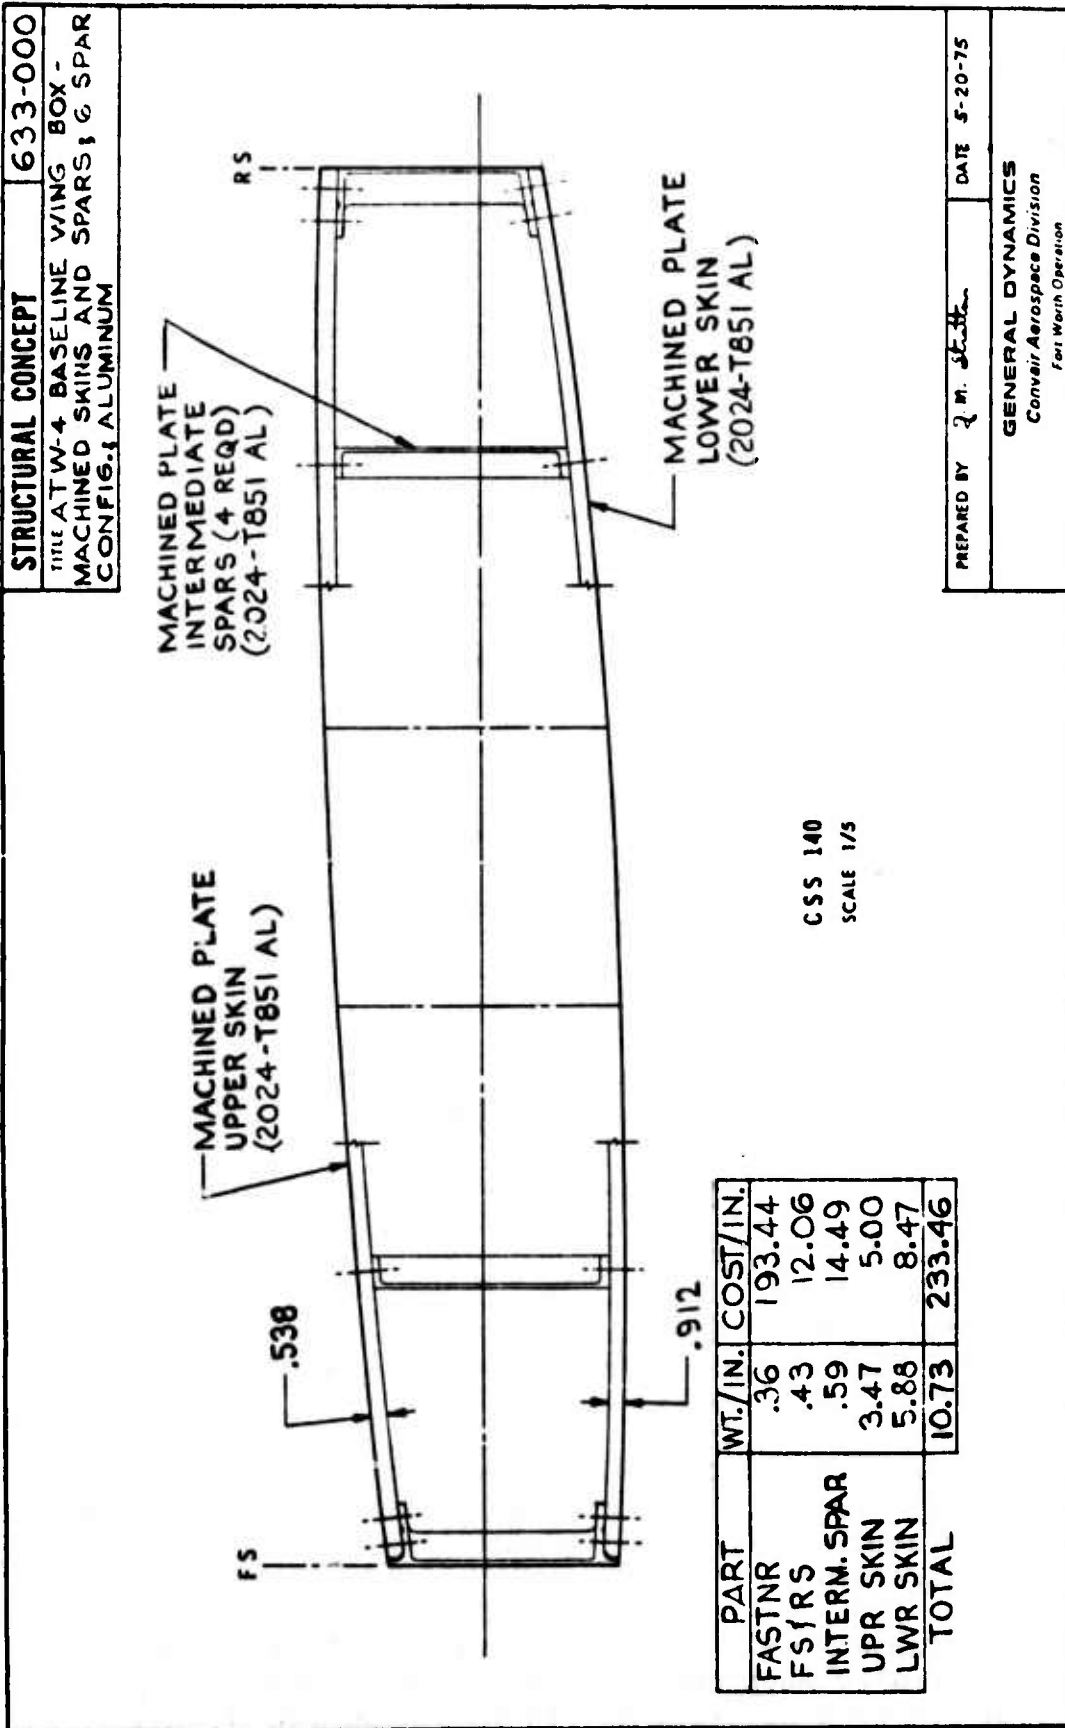 STRUCTURAL CONCEPT 633-000
TITLE ATW-4 BASELINE WING BOX -
MACHINED SKINS AND SPARS; 6 SPAR
CONFIG., ALUMINUM
FS
RS
.538
.912
MACHINED PLATE
UPPER SKIN
(2024-T851 AL)
MACHINED PLATE
INTERMEDIATE
SPARS (4 REQD)
(2024-T851 AL)
MACHINED PLATE
LOWER SKIN
(2024-T851 AL)
CSS 140
SCALE 1/5
PART WT./IN. COST/IN.
FASTNR .36 193.44
FS/RS .43 12.06
INTERM. SPAR .59 14.49
UPR SKIN 3.47 5.00
LWR SKIN 5.88 8.47
TOTAL 10.73 233.46
PREPARED BY J. M. Stratton DATE 5-20-75
GENERAL DYNAMICS
Convair Aerospace Division
Fort Worth Operation